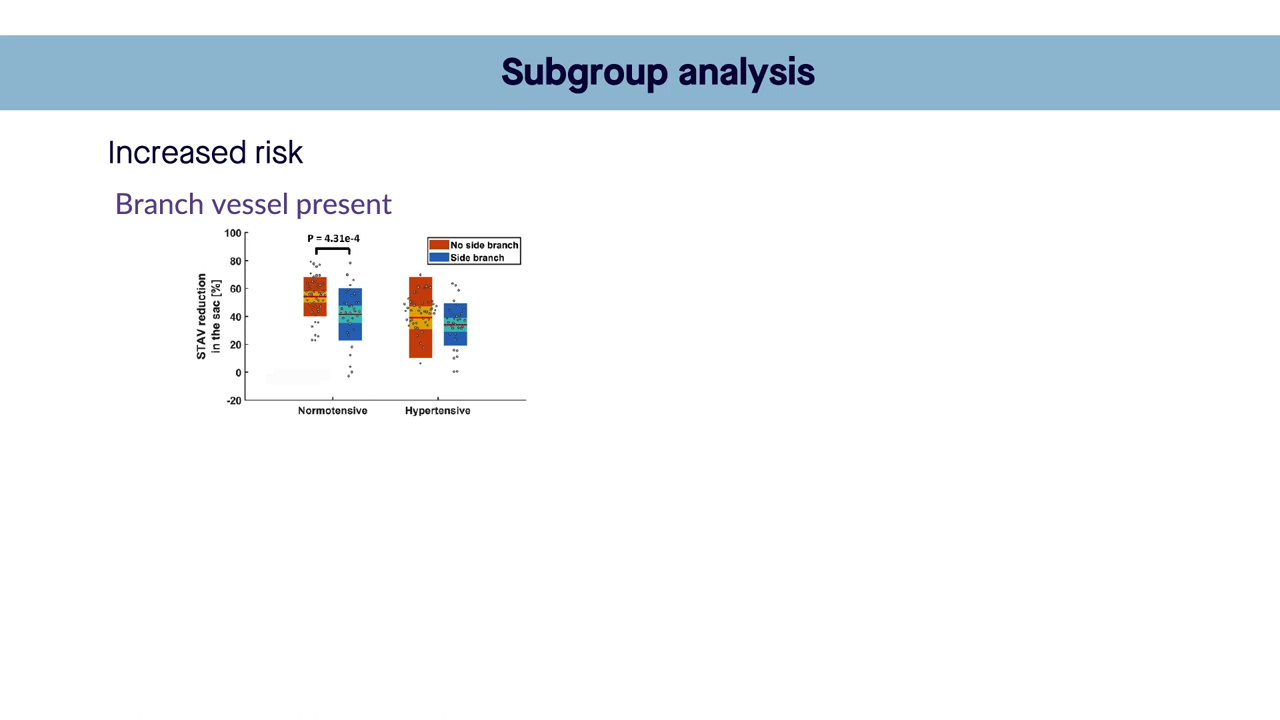 Subgroup analysis
Increased risk
Branch vessel present
P = 4.31e-4
No side branch
Side branch
STAV reduction
in the sac [%]
100
80
60
40
20
0
-20
Normotensive
Hypertensive